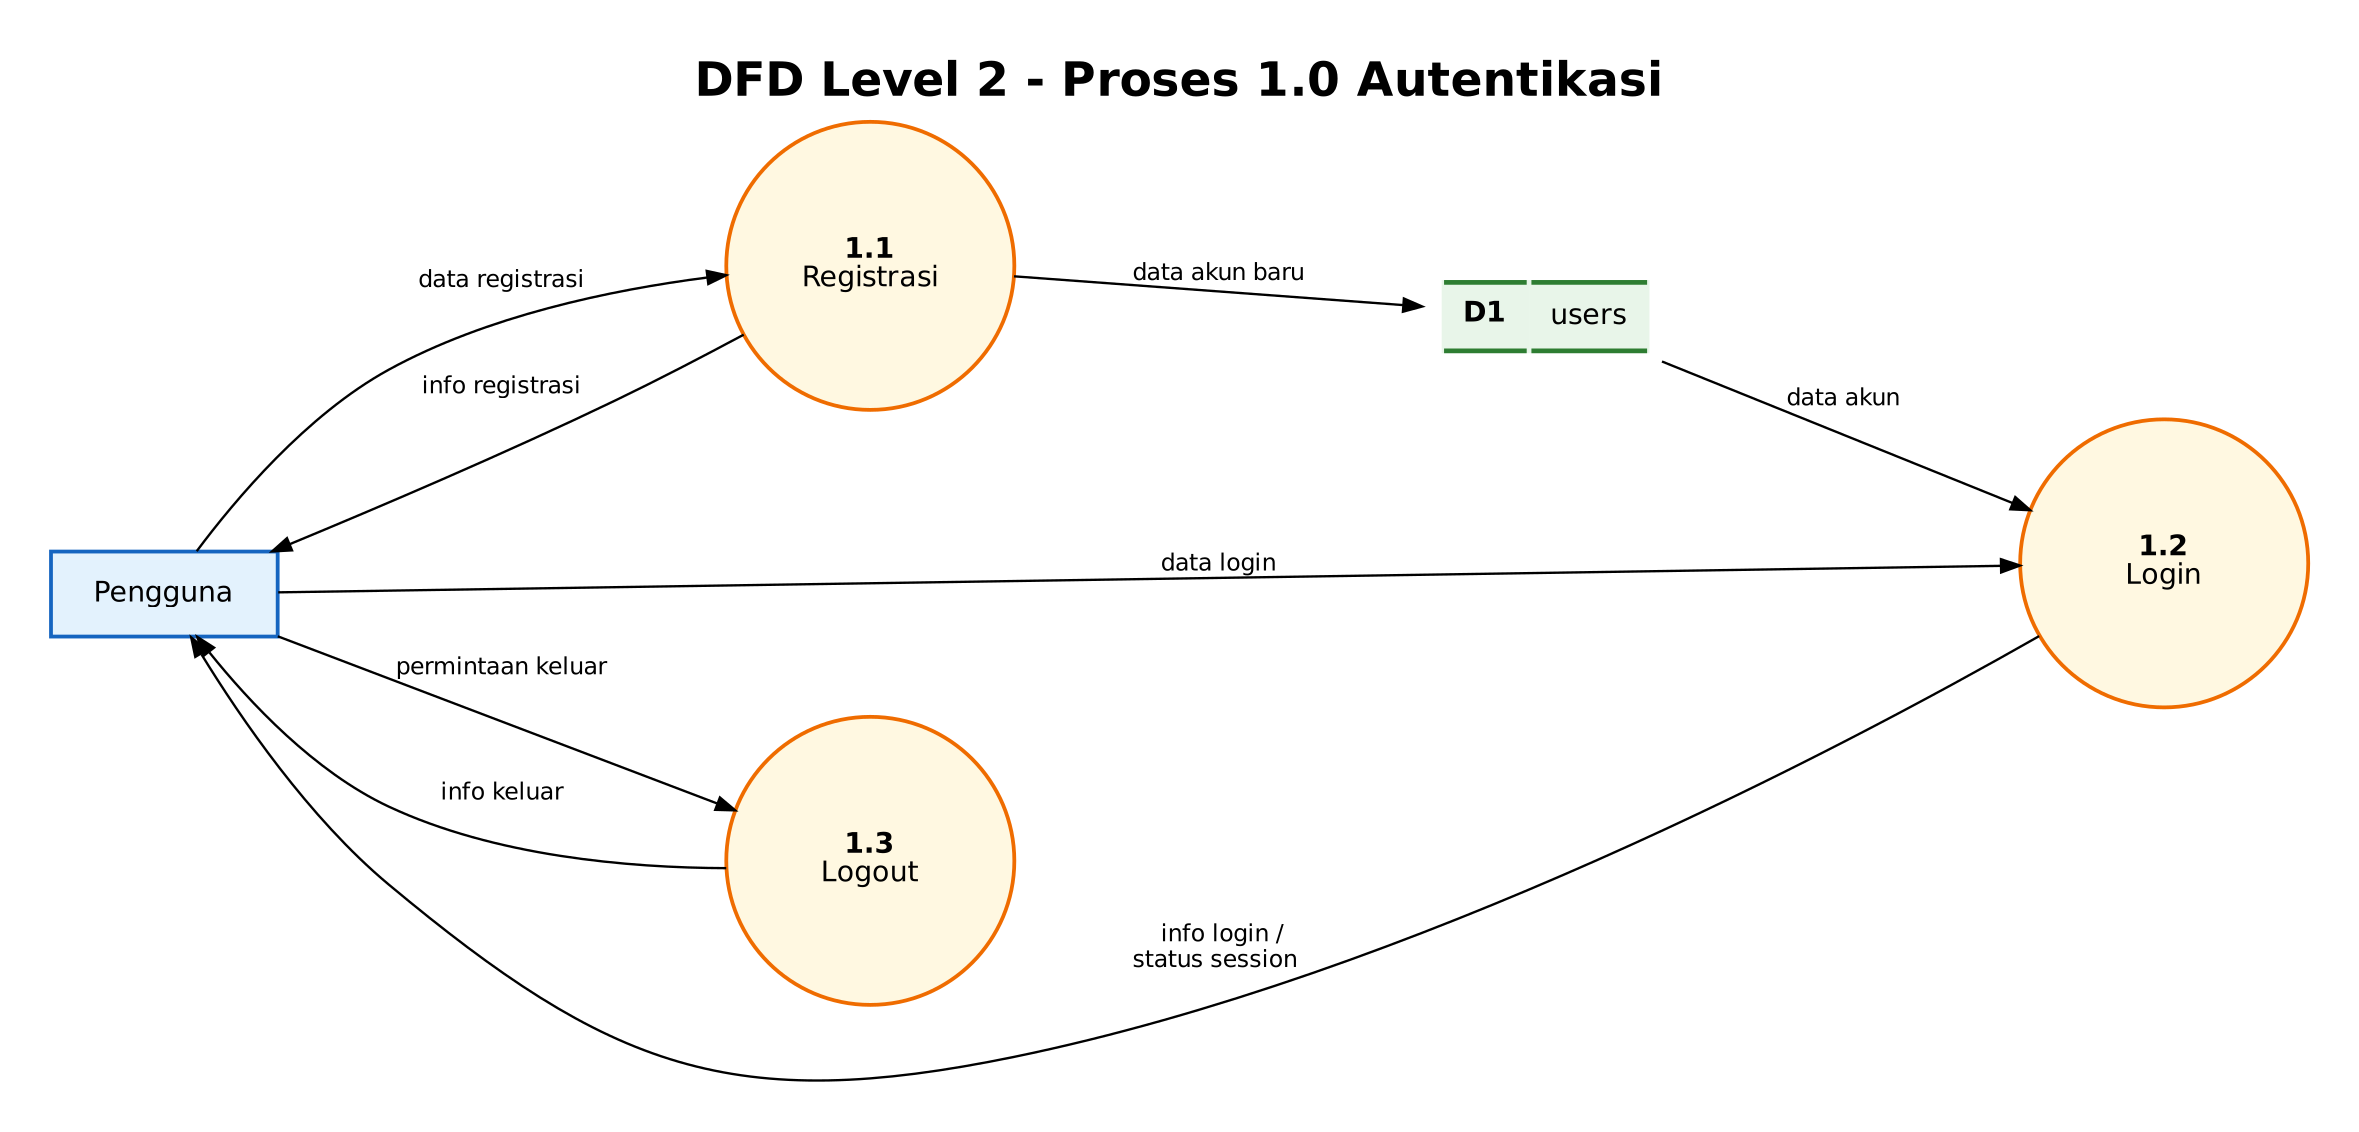 DFD Level 2 - Proses 1.0 Autentikasi
1.1
Registrasi
data registrasi
data akun baru
D1
users
info registrasi
data akun
data login
1.2
Login
Pengguna
permintaan keluar
info keluar
1.3
Logout
info login /
status session